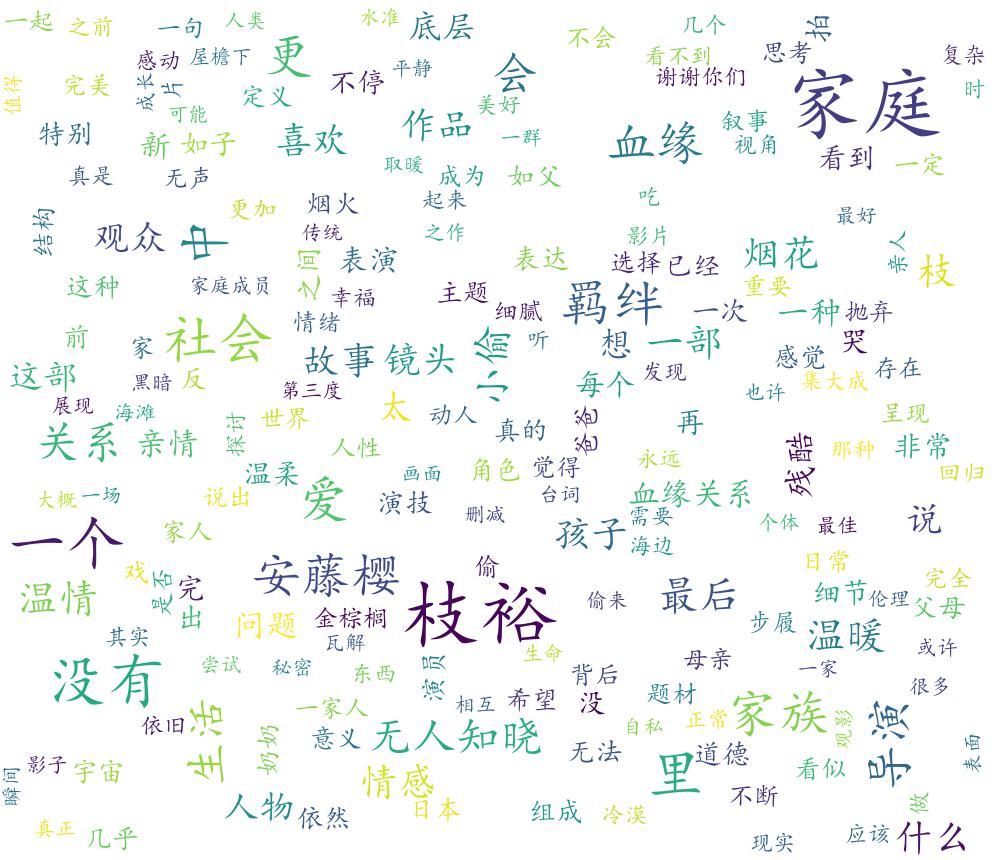 一起 之前 一句 人类 水准 底层 不会 几个 拍
感动 屋檐下 更 看不到 思考 复杂
值得 完美 成长 片 定义 不停 平静 会 谢谢你们 家庭 时
可能 美好
特别 新 如子 喜欢 作品 一群 血缘 叙事 视角 看到 一定
真是 无声 取暖 成为 如父
结构 更加 烟火 起来 吃 最好
观众 中 传统 之作 影片 烟花 亲人
这种 家庭成员 之间 表演 表达 选择 已经 重要 枝
幸福 主题 细腻 羁绊 一次 一种 抛弃
前 家 社会 情绪 故事 镜头 小偷 听 想 一部 感觉 哭
这部 黑暗 反 第三度 每个 发现 也许 集大成 存在
展现 海滩 世界 太 动人 真的 爸爸 再 呈现
关系 亲情 探讨 人性 永远 残酷 那种 非常
温柔 画面 角色 觉得 回归
大概 一场 说出 爱 演技 台词 血缘关系
删减 需要 说
一个 家人 孩子 海边 个体 最佳
戏 安藤樱 偷 日常
温情 是否 完 枝裕 偷来 最后 细节 伦理 完全
出 问题 金棕榈 步履 温暖 父母
其实 瓦解 生命 或许
没有 尝试 秘密 东西 演员 背后 母亲 一家 很多
依旧 生活 一家人 相互 希望 没 题材 家族
奶奶 意义 无人知晓 自私 正常 观影 导演
影子 宇宙 无法 里 道德 看似 表面
瞬间 情感 不断
人物 依然 日本 组成 冷漠 做
真正 几乎 现实 应该 什么